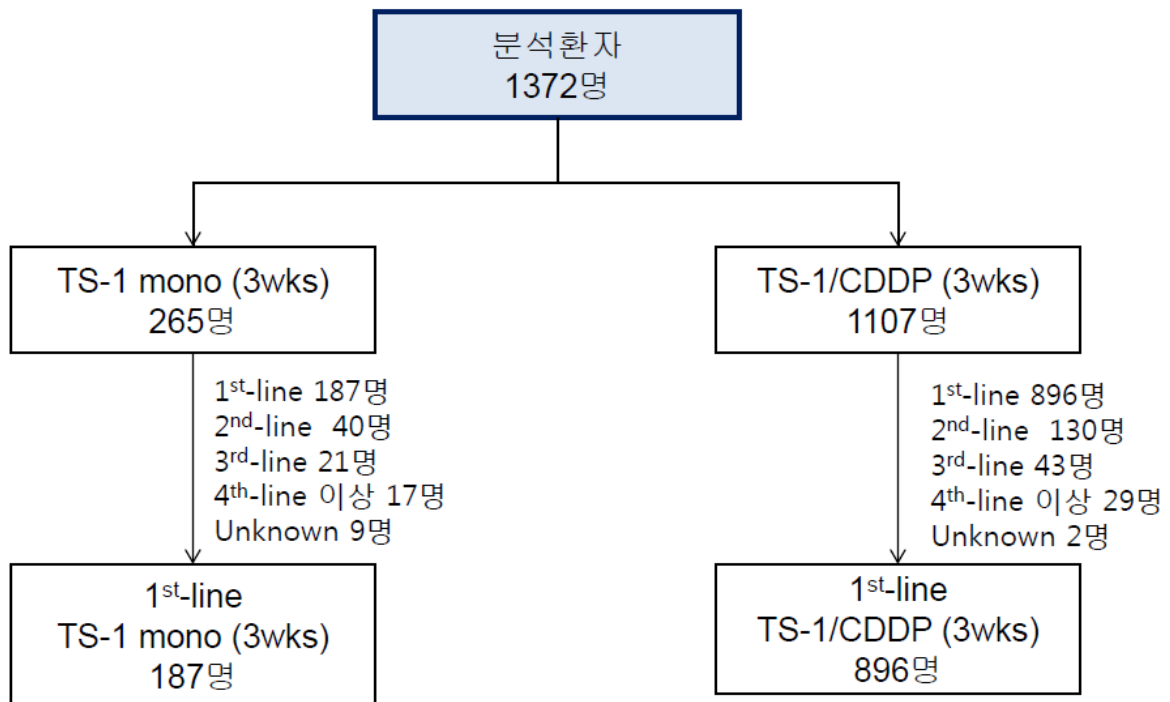 분석환자
1372명
TS-1 mono (3wks)
265명
TS-1/CDDP (3wks)
1107명
1st-line 187명
2nd-line 40명
3rd-line 21명
4th-line 이상 17명
Unknown 9명
1st-line 896명
2nd-line 130명
3rd-line 43명
4th-line 이상 29명
Unknown 2명
1st-line
TS-1 mono (3wks)
187명
1st-line
TS-1/CDDP (3wks)
896명